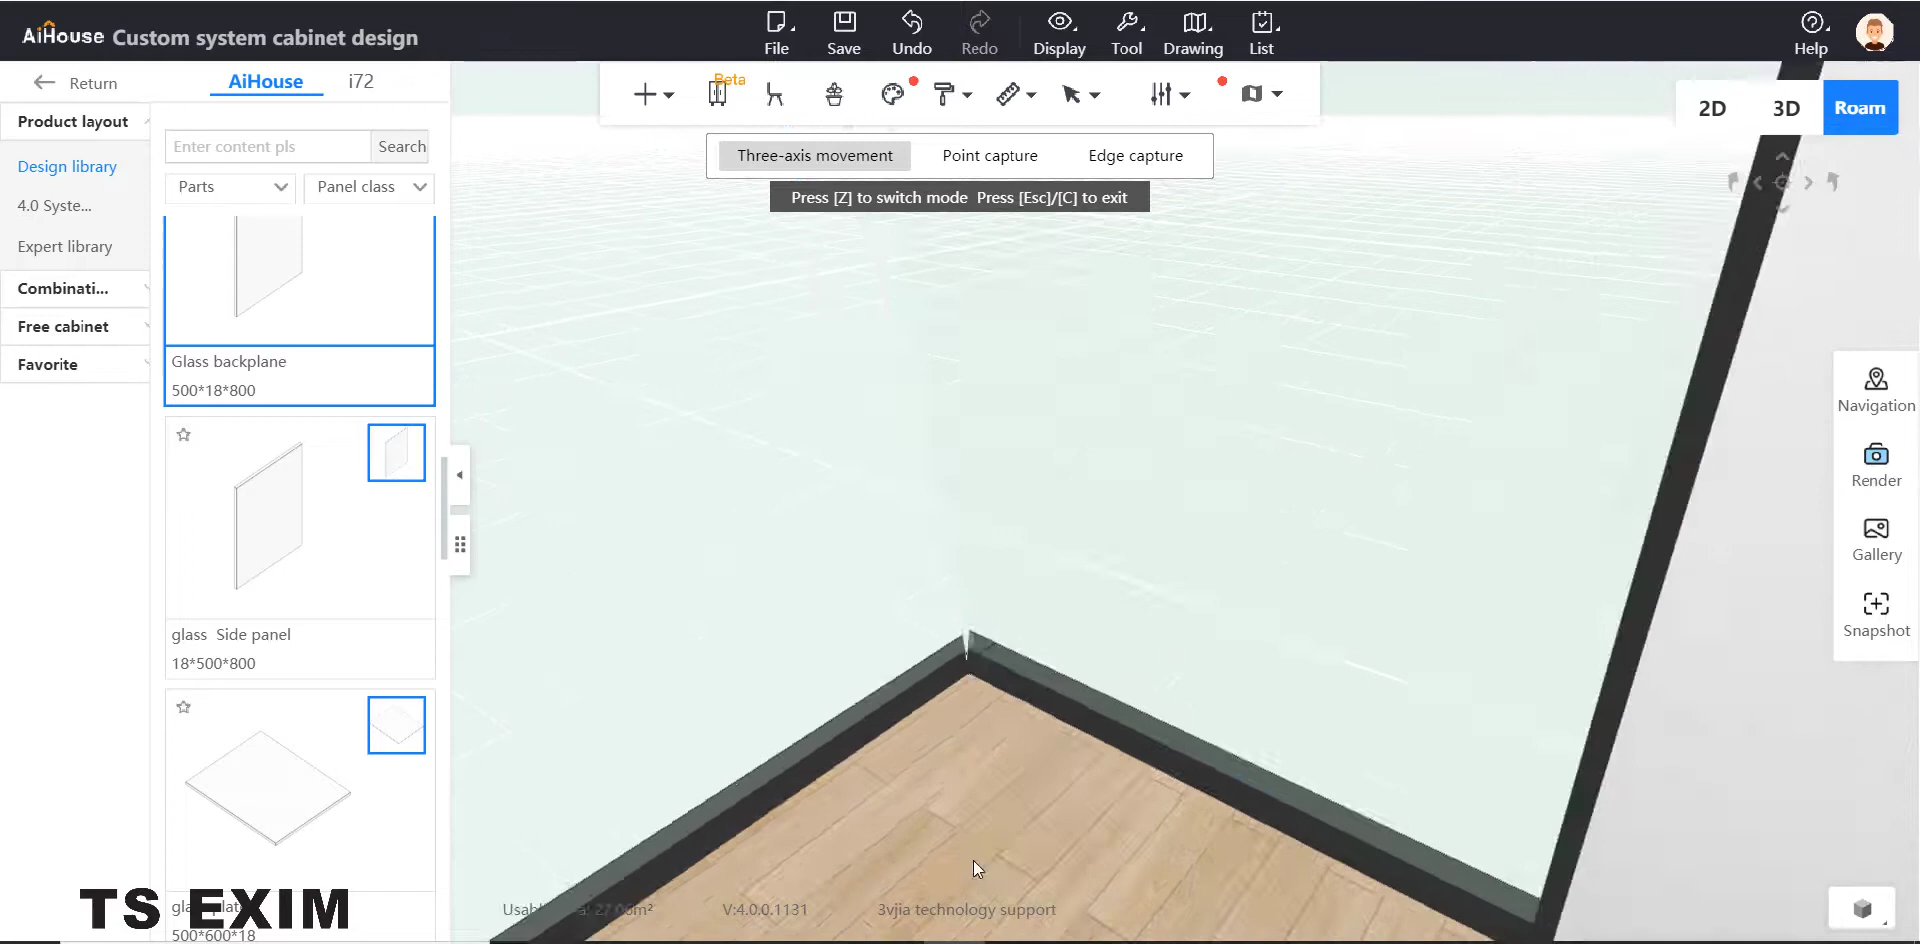 AiHouse Custom system cabinet design
File
Save
Undo
Redo
Display
Tool
Drawing
List
Help
Return
AiHouse
i72
Beta
2D
3D
Roam
Product layout
Design library
4.0 Syste...
Expert library
Combinati...
Free cabinet
Favorite
Enter content pls
Search
Parts
Panel class
Three-axis movement
Point capture
Edge capture
Press [Z] to switch mode Press [Esc]/[C] to exit
Glass backplane
500*18*800
glass Side panel
18*500*800
500*600*18
Navigation
Render
Gallery
Snapshot
TS EXIM
27.06m²
V:4.0.0.1131
3vjia technology support